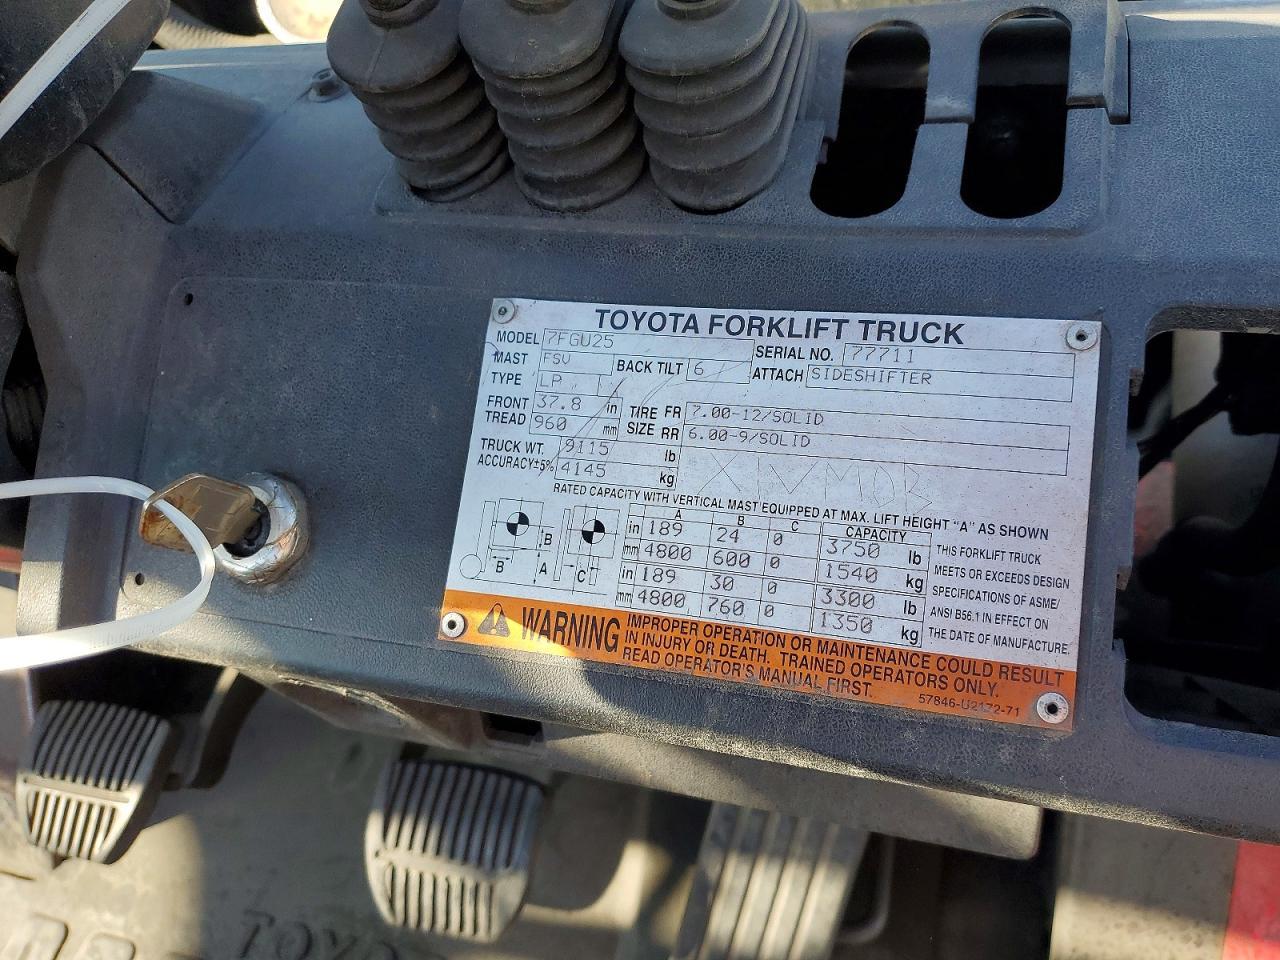 TOYOTA FORKLIFT TRUCK
MODEL 7FGU25 SERIAL NO. 77711
MAST FSV BACK TILT 6 ATTACH SIDESHIFTER
TYPE LP
FRONT TREAD 37.8 in TIRE SIZE FR 7.00-12/SOLID
960 mm RR 6.00-9/SOLID
TRUCK WT. 9115 lb
ACCURACY±5% 4145 kg
RATED CAPACITY WITH VERTICAL MAST EQUIPPED AT MAX. LIFT HEIGHT "A" AS SHOWN
A B C CAPACITY
in 189 24 0 3750 lb
mm 4800 600 0 1540 kg
in 189 30 0 3300 lb
mm 4800 760 0 1350 kg
B
B A C
THIS FORKLIFT TRUCK
MEETS OR EXCEEDS DESIGN
SPECIFICATIONS OF ASME/
ANSI B56.1 IN EFFECT ON
THE DATE OF MANUFACTURE.
WARNING
IMPROPER OPERATION OR MAINTENANCE COULD RESULT
IN INJURY OR DEATH. TRAINED OPERATORS ONLY.
READ OPERATOR'S MANUAL FIRST.
57846-U2172-71
TOYO